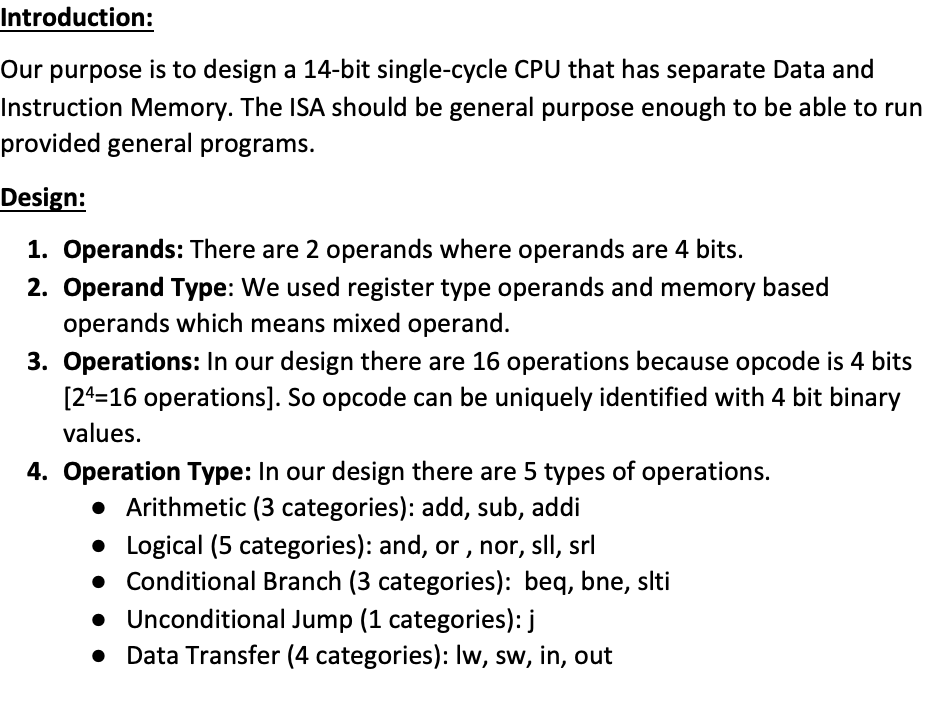 Introduction:
Our purpose is to design a 14-bit single-cycle CPU that has separate Data and
Instruction Memory. The ISA should be general purpose enough to be able to run
provided general programs.
Design:
1. Operands: There are 2 operands where operands are 4 bits.
2. Operand Type: We used register type operands and memory based
operands which means mixed operand.
3. Operations: In our design there are 16 operations because opcode is 4 bits
[2⁴=16 operations]. So opcode can be uniquely identified with 4 bit binary
values.
4. Operation Type: In our design there are 5 types of operations.
● Arithmetic (3 categories): add, sub, addi
● Logical (5 categories): and, or , nor, sll, srl
● Conditional Branch (3 categories): beq, bne, slti
● Unconditional Jump (1 categories): j
● Data Transfer (4 categories): lw, sw, in, out